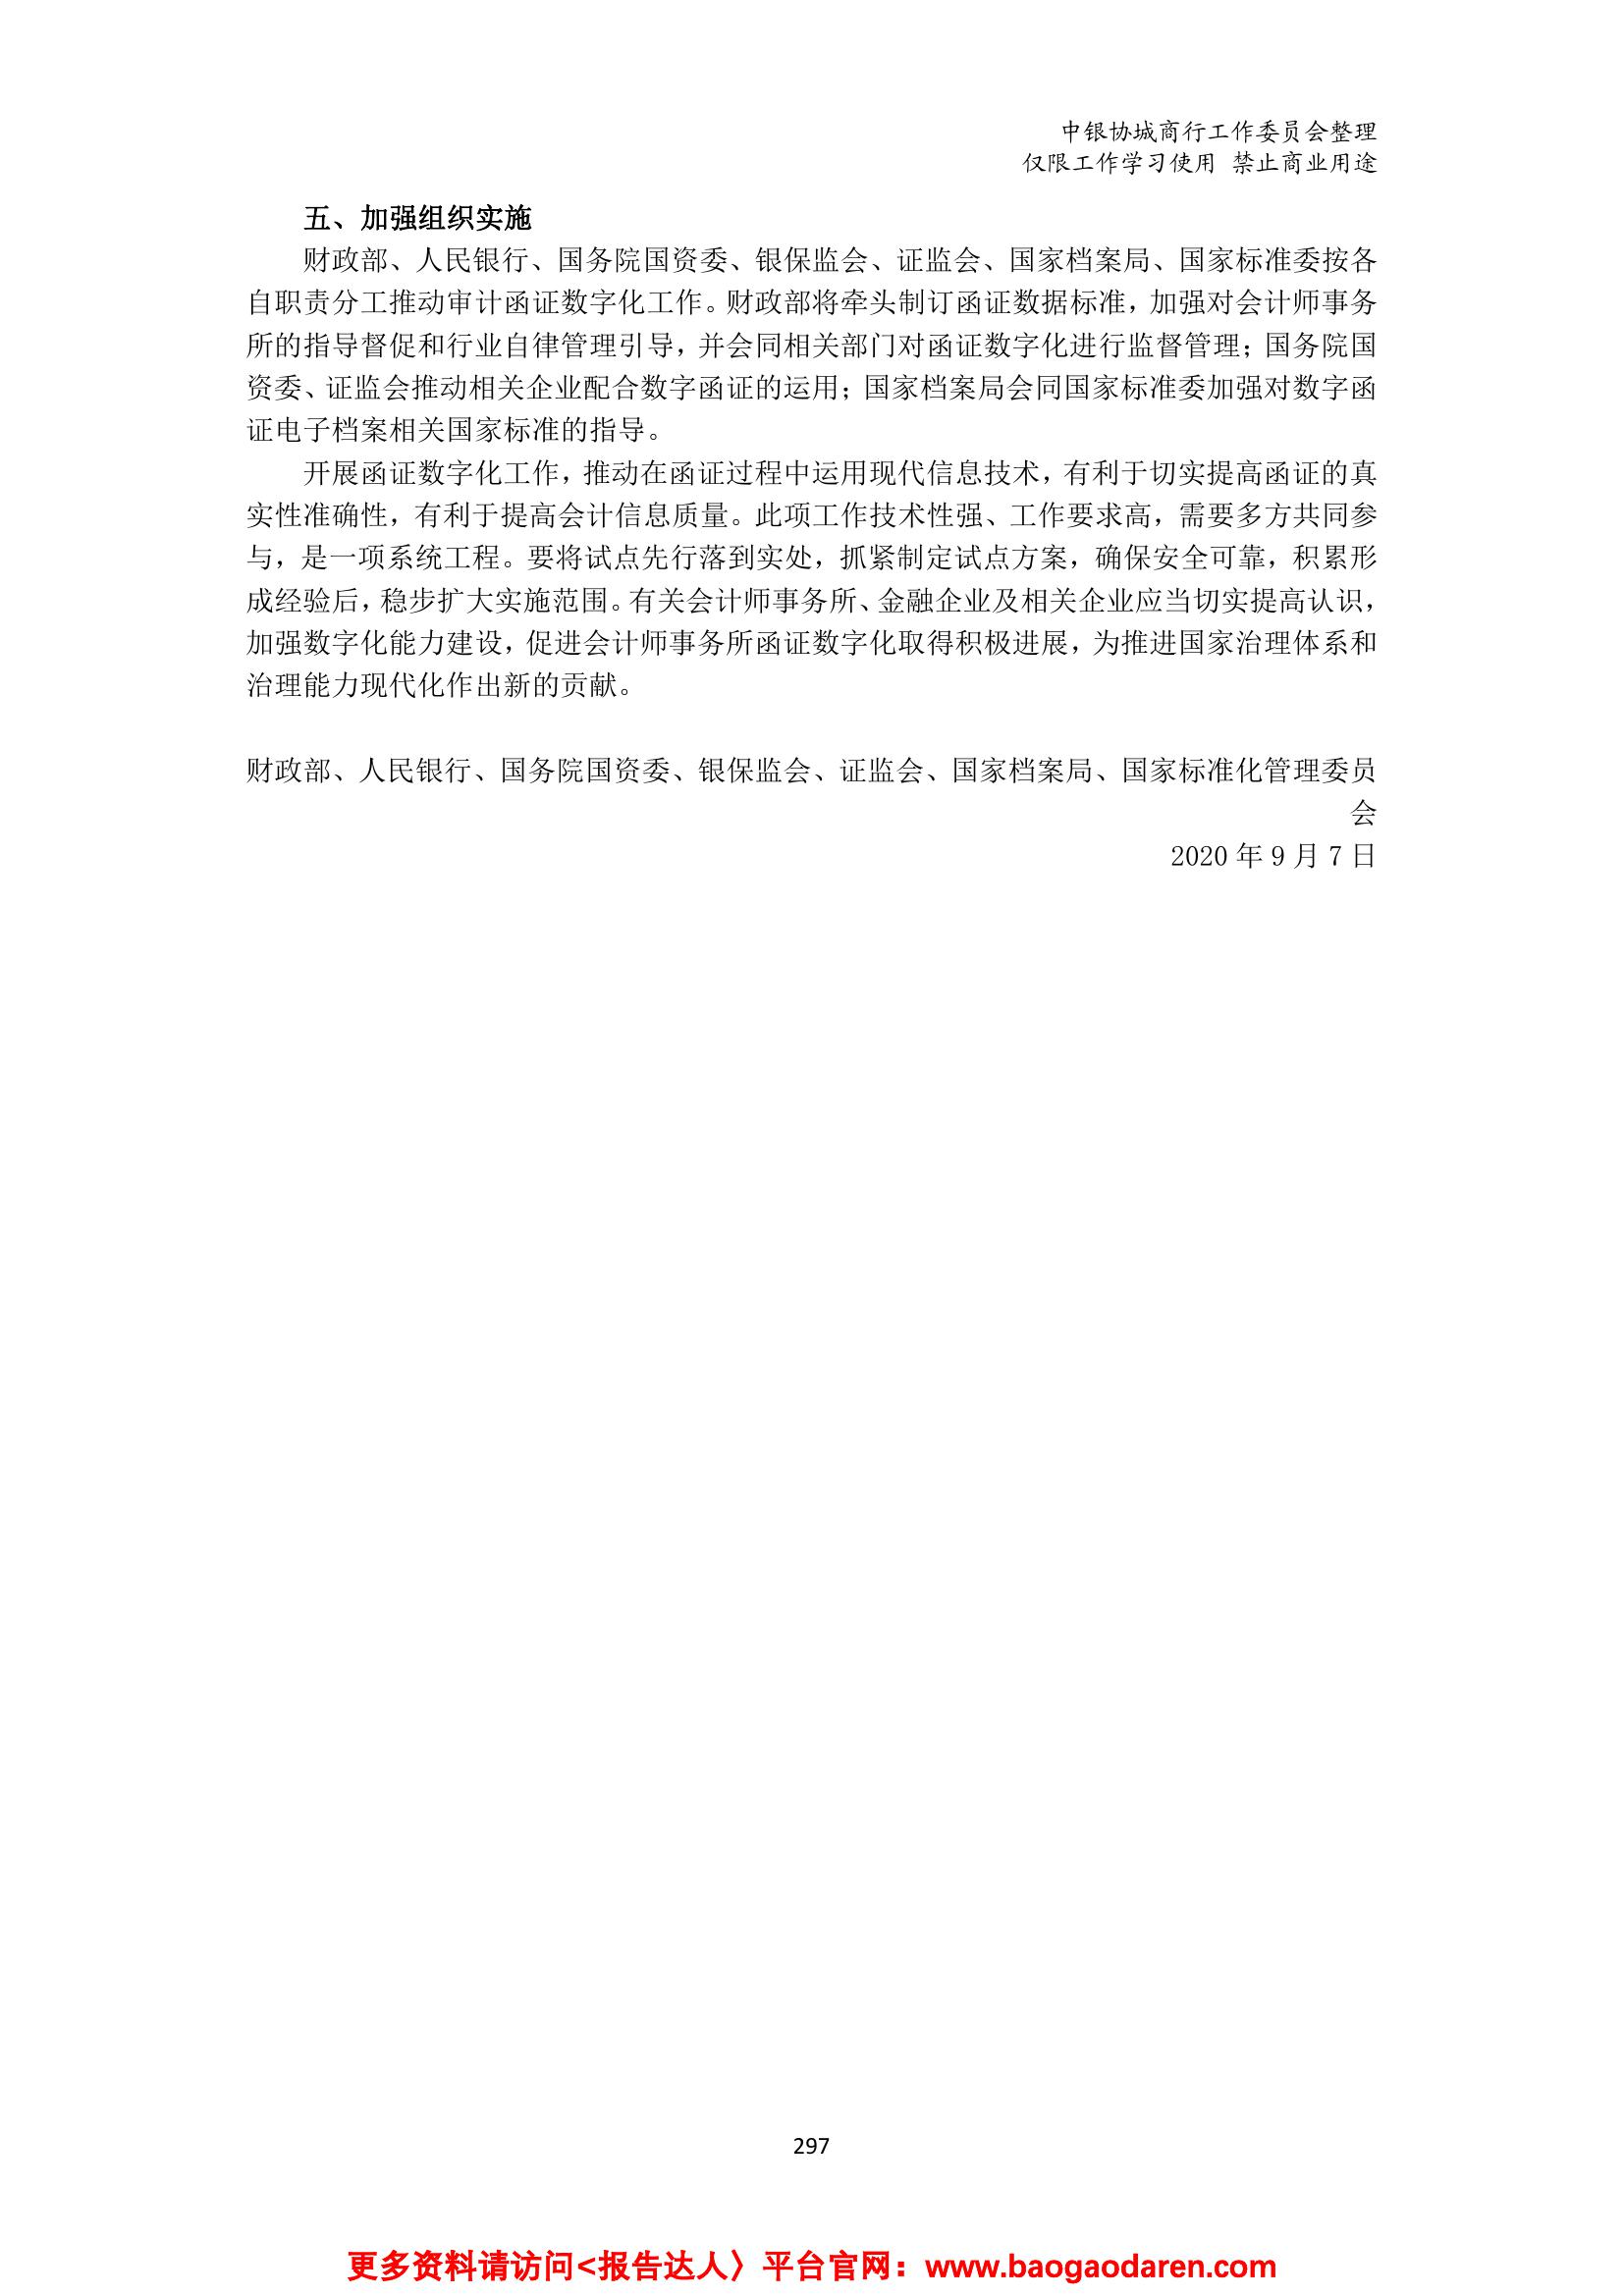 中银协城商行工作委员会整理
仅限工作学习使用 禁止商业用途
五、加强组织实施
财政部、人民银行、国务院国资委、银保监会、证监会、国家档案局、国家标准委按各
自职责分工推动审计函证数字化工作。财政部将牵头制订函证数据标准，加强对会计师事务
所的指导督促和行业自律管理引导，并会同相关部门对函证数字化进行监督管理；国务院国
资委、证监会推动相关企业配合数字函证的运用；国家档案局会同国家标准委加强对数字函
证电子档案相关国家标准的指导。
开展函证数字化工作，推动在函证过程中运用现代信息技术，有利于切实提高函证的真
实性准确性，有利于提高会计信息质量。此项工作技术性强、工作要求高，需要多方共同参
与，是一项系统工程。要将试点先行落到实处，抓紧制定试点方案，确保安全可靠，积累形
成经验后，稳步扩大实施范围。有关会计师事务所、金融企业及相关企业应当切实提高认识，
加强数字化能力建设，促进会计师事务所函证数字化取得积极进展，为推进国家治理体系和
治理能力现代化作出新的贡献。
财政部、人民银行、国务院国资委、银保监会、证监会、国家档案局、国家标准化管理委员
会
2020 年 9 月 7 日
297
更多资料请访问<报告达人〉平台官网：www.baogaodaren.com